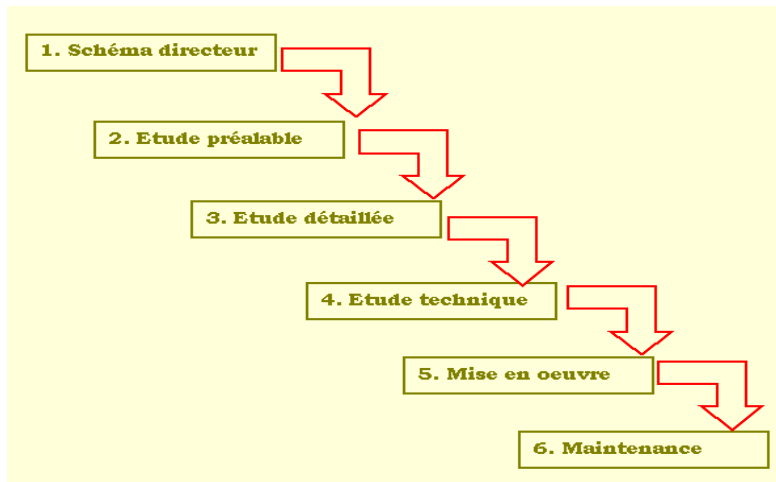 1. Schéma directeur
2. Etude préalable
3. Etude détaillée
4. Etude technique
5. Mise en oeuvre
6. Maintenance